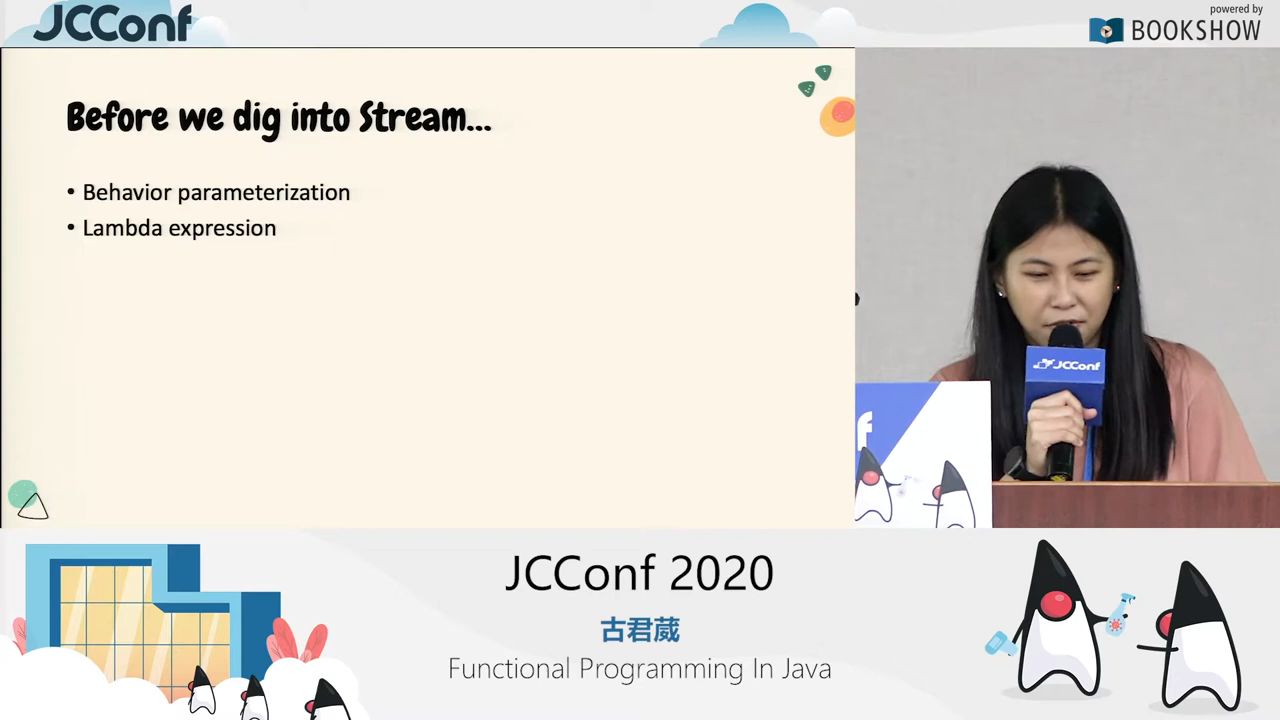 JCConf
powered by
BOOKSHOW
Before we dig into Stream...
• Behavior parameterization
• Lambda expression
JCConf
f
JCConf 2020
古君葳
Functional Programming In Java